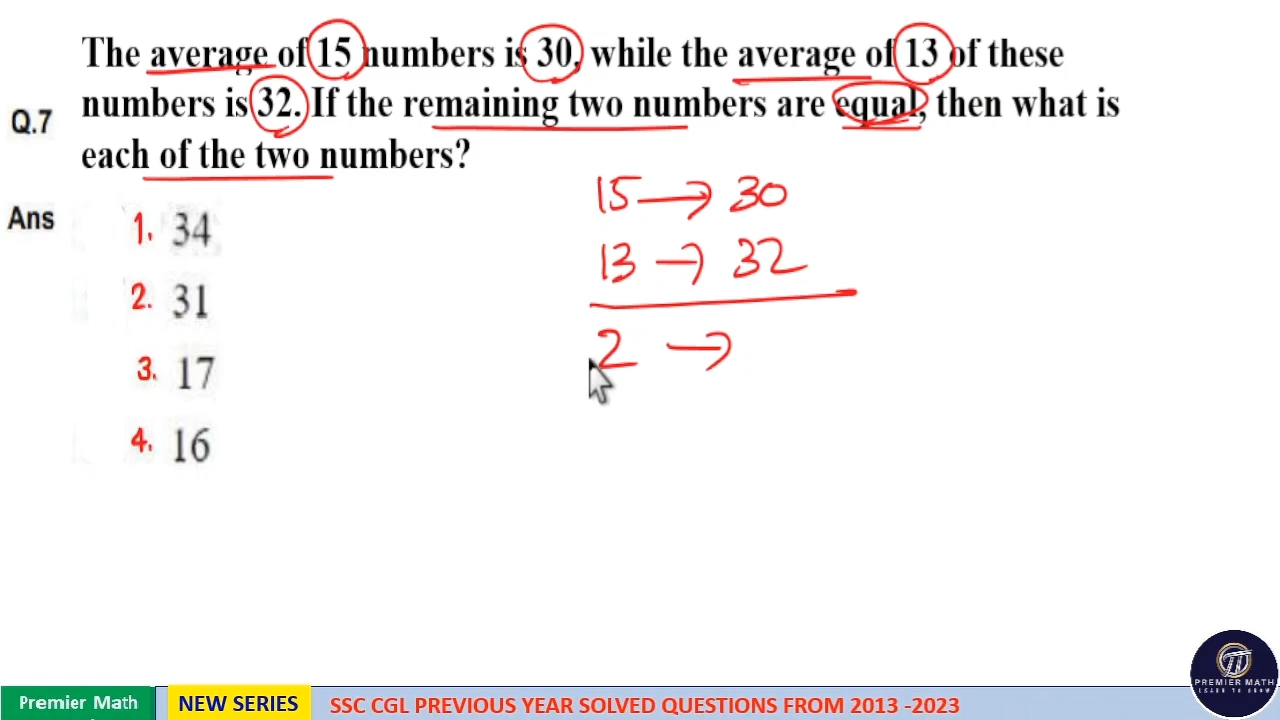 The average of 15 numbers is 30, while the average of 13 of these
Q.7
numbers is 32. If the remaining two numbers are equal, then what is
each of the two numbers?
Ans
1. 34
2. 31
3. 17
4. 16
15 → 30
13 → 32
2 →
PREMIER MATH
LEARN TO GROW
Premier Math
NEW SERIES
SSC CGL PREVIOUS YEAR SOLVED QUESTIONS FROM 2013 -2023